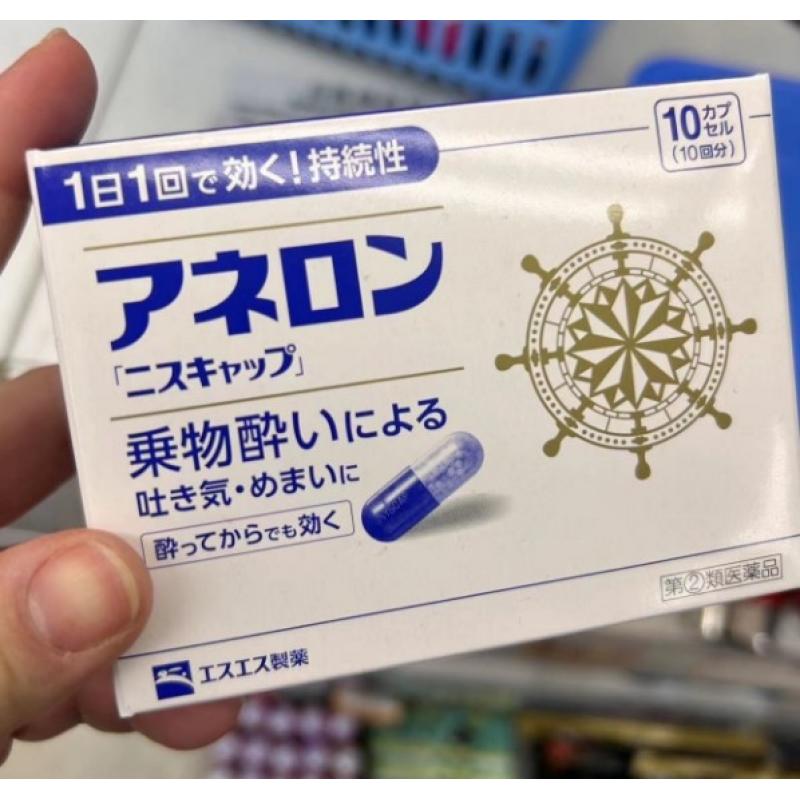 1日1回で効く!持続性
10カプセル
(10回分)
アネロン
「ニスキャップ」
乗物酔いによる
吐き気・めまいに
酔ってからでも効く
第②類医薬品
エスエス製薬